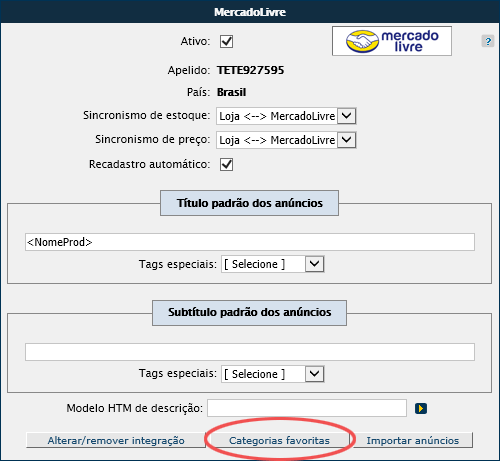 MercadoLivre
Ativo:
mercado
livre
?
Apelido: TETE927595
País: Brasil
Sincronismo de estoque: Loja <--> MercadoLivre
Sincronismo de preço: Loja <--> MercadoLivre
Recadastro automático:
Título padrão dos anúncios
<NomeProd>
Tags especiais: [ Selecione ]
Subtítulo padrão dos anúncios
Tags especiais: [ Selecione ]
Modelo HTM de descrição:
Alterar/remover integração Categorias favoritas Importar anúncios